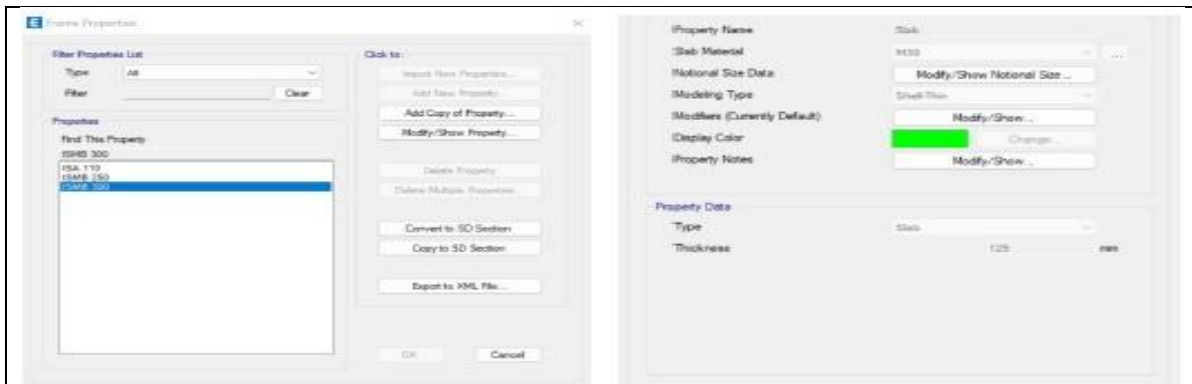 Frame Properties
Filter Properties List
Type All
Filter Clear
Properties
Find This Property
ISMB 300
ISA 110
ISMB 250
ISMB 300
Click to:
Import New Properties...
Add New Property...
Add Copy of Property...
Modify/Show Property...
Delete Property
Delete Multiple Properties
Convert to SD Section
Copy to SD Section
Export to XML File...
OK Cancel
Property Name Slab
Slab Material M30 ...
Notional Size Data Modify/Show Notional Size...
Modeling Type Shell-Thin
Modifiers (Currently Default) Modify/Show...
Display Color Change...
Property Notes Modify/Show...
Property Data
Type Slab
Thickness 125 mm